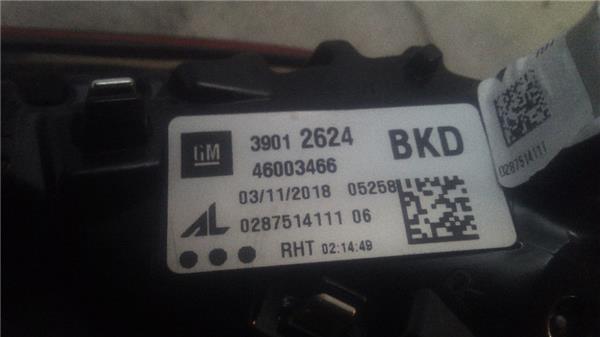 GM 3901 2624 BKD
46003466
03/11/2018 05258
AL 0287514111 06
RHT 02:14:49
0287514111